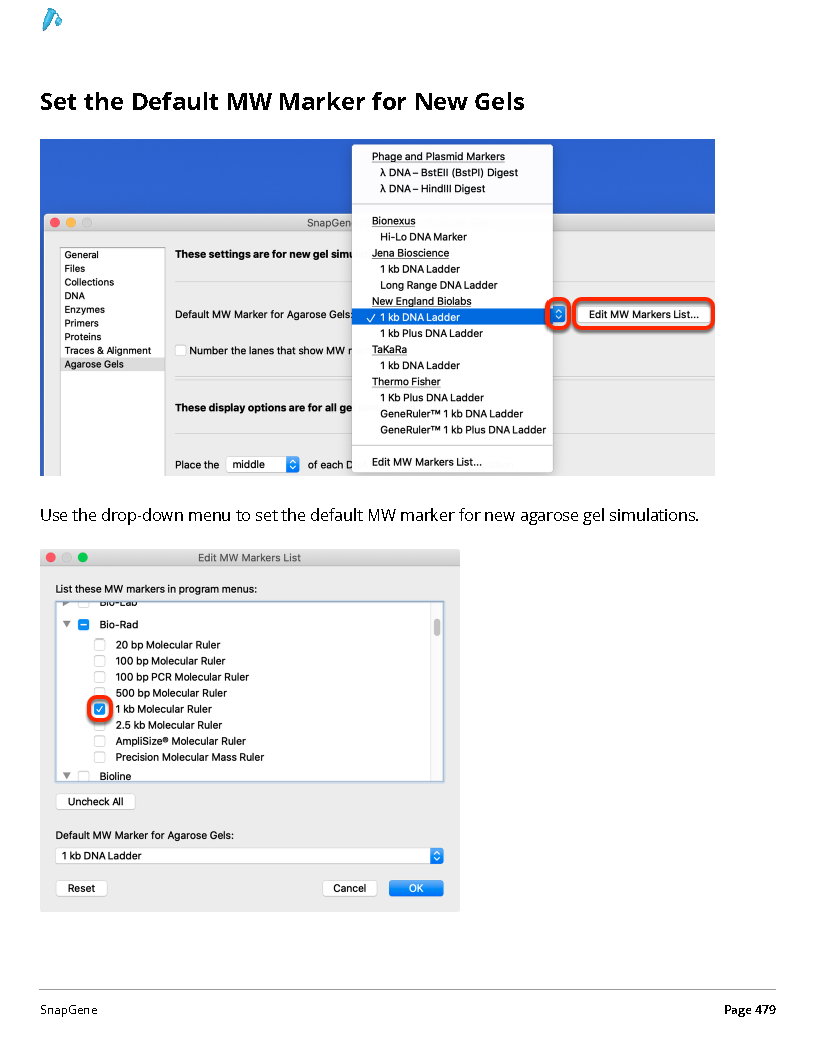 Set the Default MW Marker for New Gels
Phage and Plasmid Markers
λ DNA – BstEII (BstPI) Digest
λ DNA – HindIII Digest
SnapGen
Bionexus
Hi-Lo DNA Marker
Jena Bioscience
1 kb DNA Ladder
Long Range DNA Ladder
New England Biolabs
✓ 1 kb DNA Ladder
1 kb Plus DNA Ladder
TaKaRa
1 kb DNA Ladder
Thermo Fisher
1 Kb Plus DNA Ladder
GeneRuler™ 1 kb DNA Ladder
GeneRuler™ 1 kb Plus DNA Ladder
Edit MW Markers List...
General
Files
Collections
DNA
Enzymes
Primers
Proteins
Traces & Alignment
Agarose Gels
These settings are for new gel simu
Default MW Marker for Agarose Gels:
Edit MW Markers List...
Number the lanes that show MW r
These display options are for all ge
Place the middle of each D
Use the drop-down menu to set the default MW marker for new agarose gel simulations.
Edit MW Markers List
List these MW markers in program menus:
Bio-Lab
Bio-Rad
20 bp Molecular Ruler
100 bp Molecular Ruler
100 bp PCR Molecular Ruler
500 bp Molecular Ruler
1 kb Molecular Ruler
2.5 kb Molecular Ruler
AmpliSize® Molecular Ruler
Precision Molecular Mass Ruler
Bioline
Uncheck All
Default MW Marker for Agarose Gels:
1 kb DNA Ladder
Reset Cancel OK
SnapGene Page 479